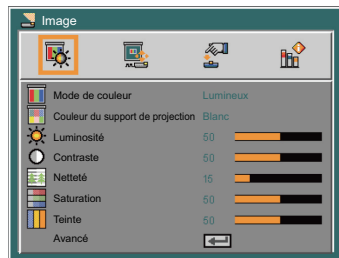 Image
Mode de couleur Lumineux
Couleur du support de projection Blanc
Luminosité 50
Contraste 50
Netteté 15
Saturation 50
Teinte 50
Avancé